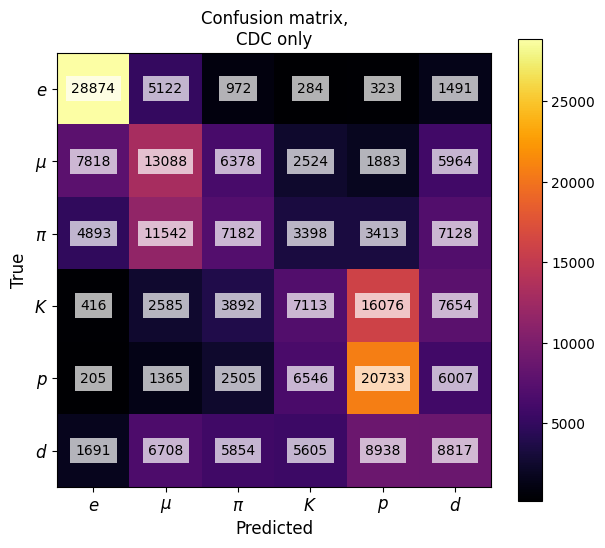 Confusion matrix,
CDC only
True
e 28874 5122 972 284 323 1491
μ 7818 13088 6378 2524 1883 5964
π 4893 11542 7182 3398 3413 7128
K 416 2585 3892 7113 16076 7654
p 205 1365 2505 6546 20733 6007
d 1691 6708 5854 5605 8938 8817
e μ π K p d
Predicted
25000
20000
15000
10000
5000